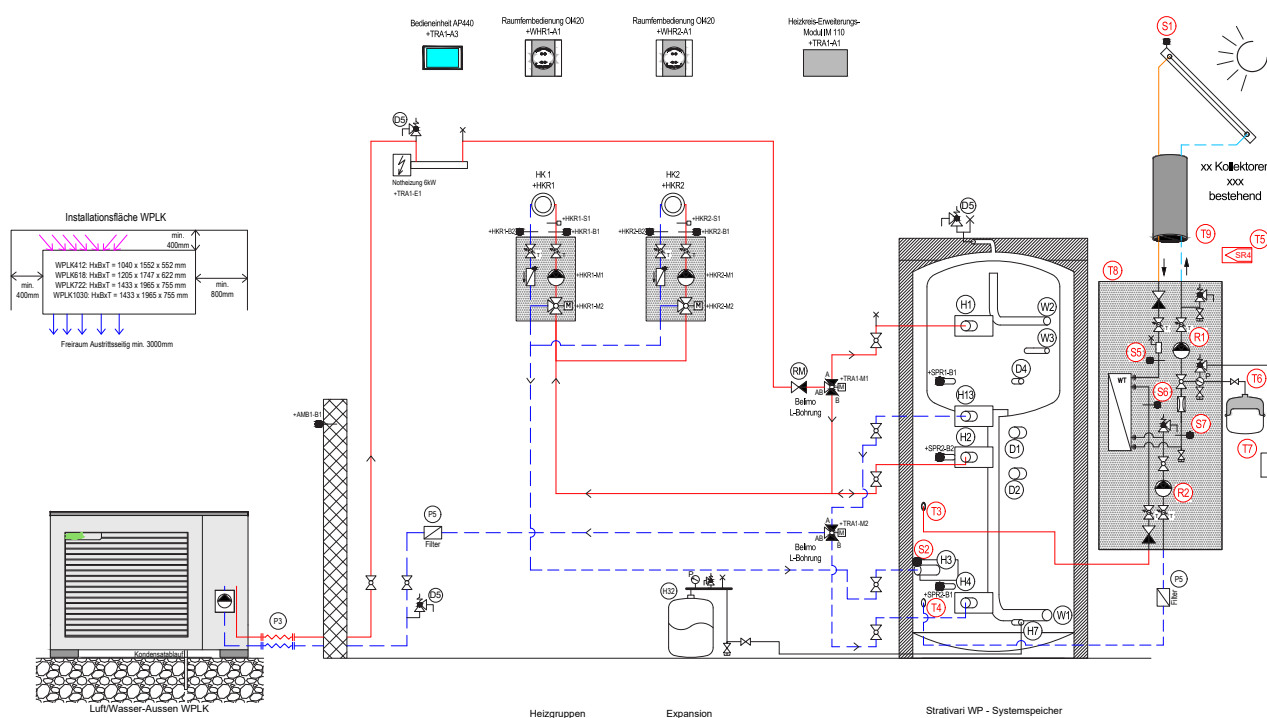 Bedieneinheit AP440
+TRA1-A3
Raumfernbedienung OI420
+WHR1-A1
Raumfernbedienung OI420
+WHR2-A1
Heizkreis-Erweiterungs-
Modul IM 110
+TRA1-A1
S1
xx Kollektoren
xxx
bestehend
D5
Notheizung 6kW
+TRA1-E1
HK 1
+HKR1
HK2
+HKR2
+HKR1-S1
+HKR1-B2
+HKR1-B1
+HKR1-M1
+HKR1-M2
+HKR2-S1
+HKR2-B2
+HKR2-B1
+HKR2-M1
+HKR2-M2
M
M
Installationsfläche WPLK
min.
400mm
WPLK412: HxBxT = 1040 x 1552 x 552 mm
WPLK618: HxBxT = 1205 x 1747 x 622 mm
WPLK722: HxBxT = 1433 x 1965 x 755 mm
WPLK1030: HxBxT = 1433 x 1965 x 755 mm
min.
400mm
min.
800mm
Freiraum Austrittsseitig min. 3000mm
D5
T9
T5
SR4
T8
H1
W2
W3
D4
+SPR1-B1
H13
H2
+SPR2-B2
D1
D2
T3
S2
H3
H4
+SPR2-B1
T4
W1
H7
R1
S5
WT
S6
S7
T6
T7
R2
P5
Filter
RM
Belimo
L-Bohrung
A
AB
B
+TRA1-M1
M
A
AB
B
+TRA1-M2
M
Belimo
L-Bohrung
+AMB1-B1
P5
Filter
D5
P3
H32
P
Kondensatablauf
Luft/Wasser-Aussen WPLK
Heizgruppen
Expansion
Strativari WP - Systemspeicher